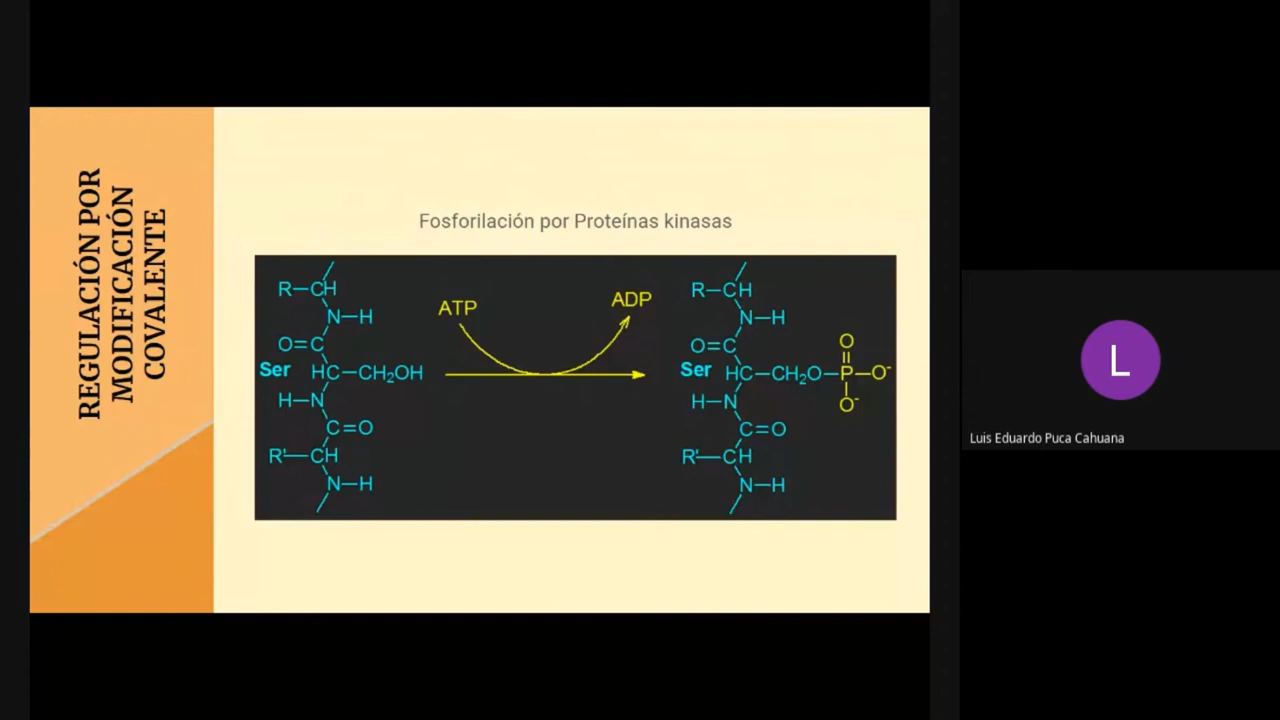 REGULACIÓN POR
MODIFICACIÓN
COVALENTE
Fosforilación por Proteínas kinasas
R—CH
N—H
O=C
Ser HC—CH₂OH
H—N
C=O
R'—CH
N—H
ATP
ADP
R—CH
N—H
O=C
Ser HC—CH₂O—P—O⁻
O
O⁻
H—N
C=O
R'—CH
N—H
L
Luis Eduardo Puca Cahuana